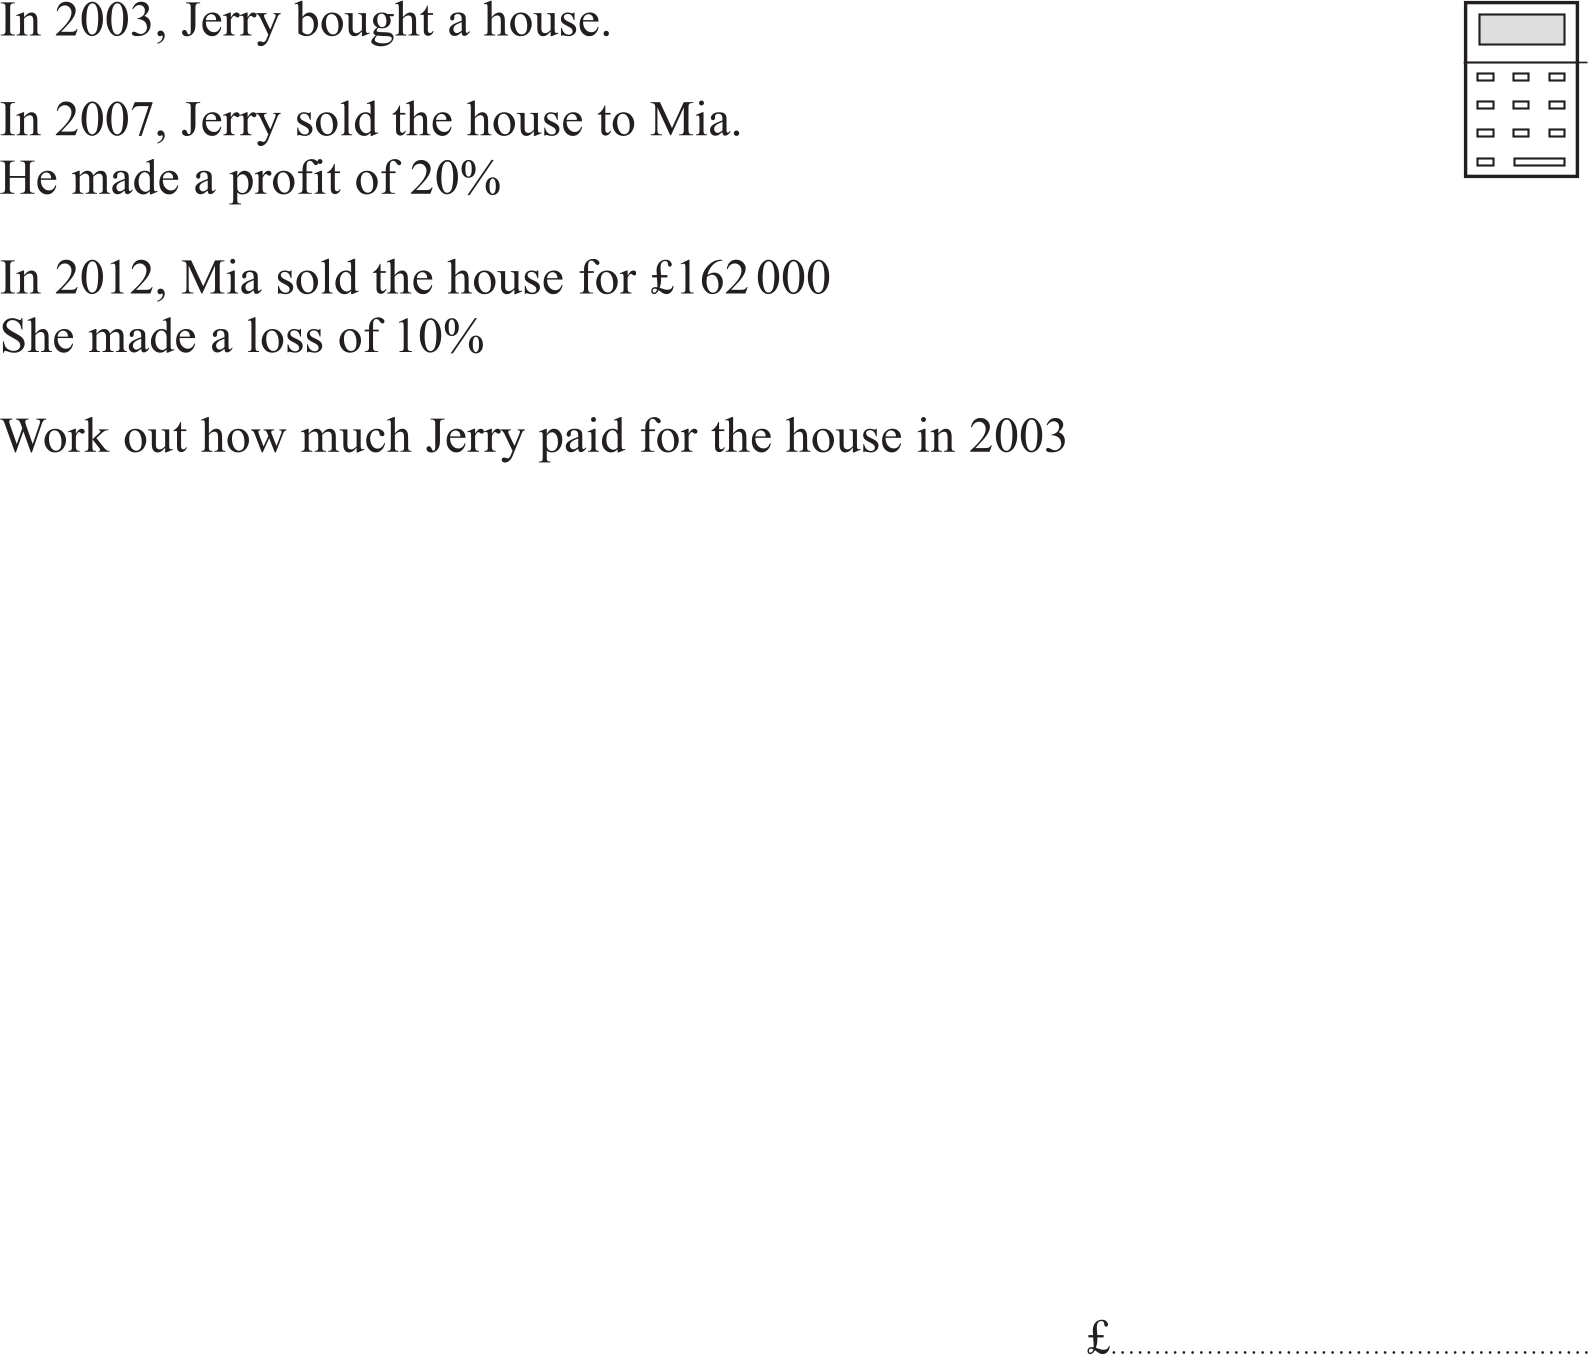 In 2003, Jerry bought a house.
In 2007, Jerry sold the house to Mia.
He made a profit of 20%
In 2012, Mia sold the house for £162 000
She made a loss of 10%
Work out how much Jerry paid for the house in 2003
£..............................................................